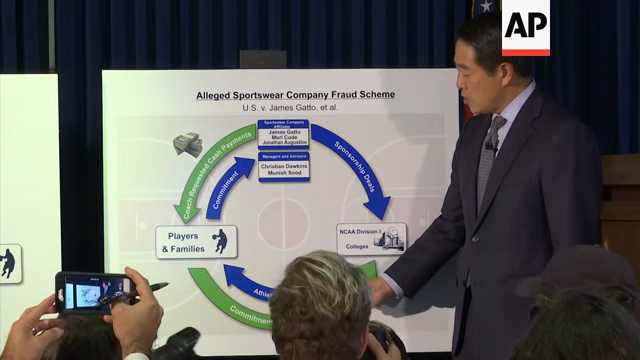 AP
Alleged Sportswear Company Fraud Scheme
U.S. v. James Gatto, et al.
Sportswear Company
Affiliates
James Gatto
Merl Code
Jonathan Augustine
Managers and Advisors
Christian Dawkins
Munish Sood
Coach Requested Cash Payments
Commitment
Sponsorship Deals
Players
& Families
NCAA Division I
Colleges